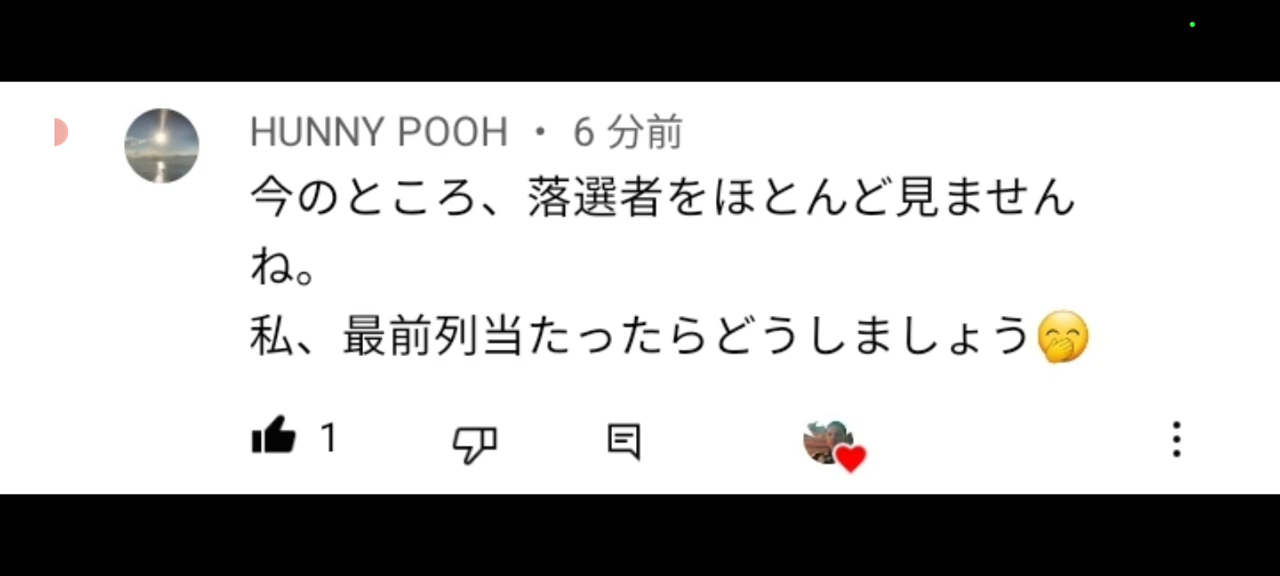 HUNNY POOH ・ 6 分前
今のところ、落選者をほとんど見ません
ね。
私、最前列当たったらどうしましょう🤭
1